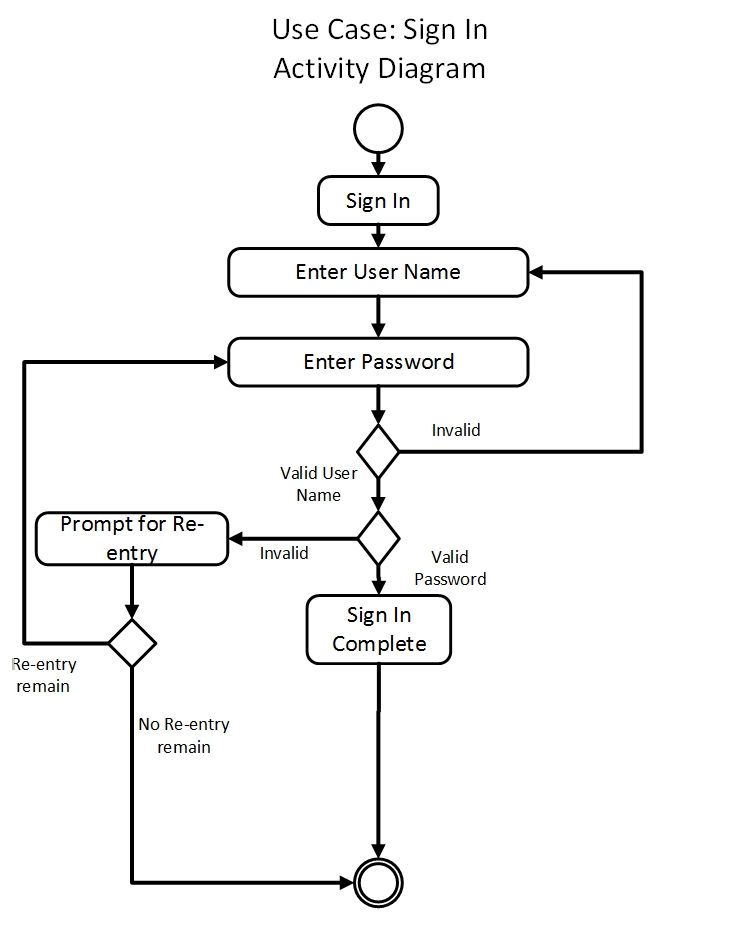 Use Case: Sign In
Activity Diagram
Sign In
Enter User Name
Enter Password
Invalid
Valid User
Name
Prompt for Re-
entry
Invalid
Valid
Password
Sign In
Complete
Re-entry
remain
No Re-entry
remain